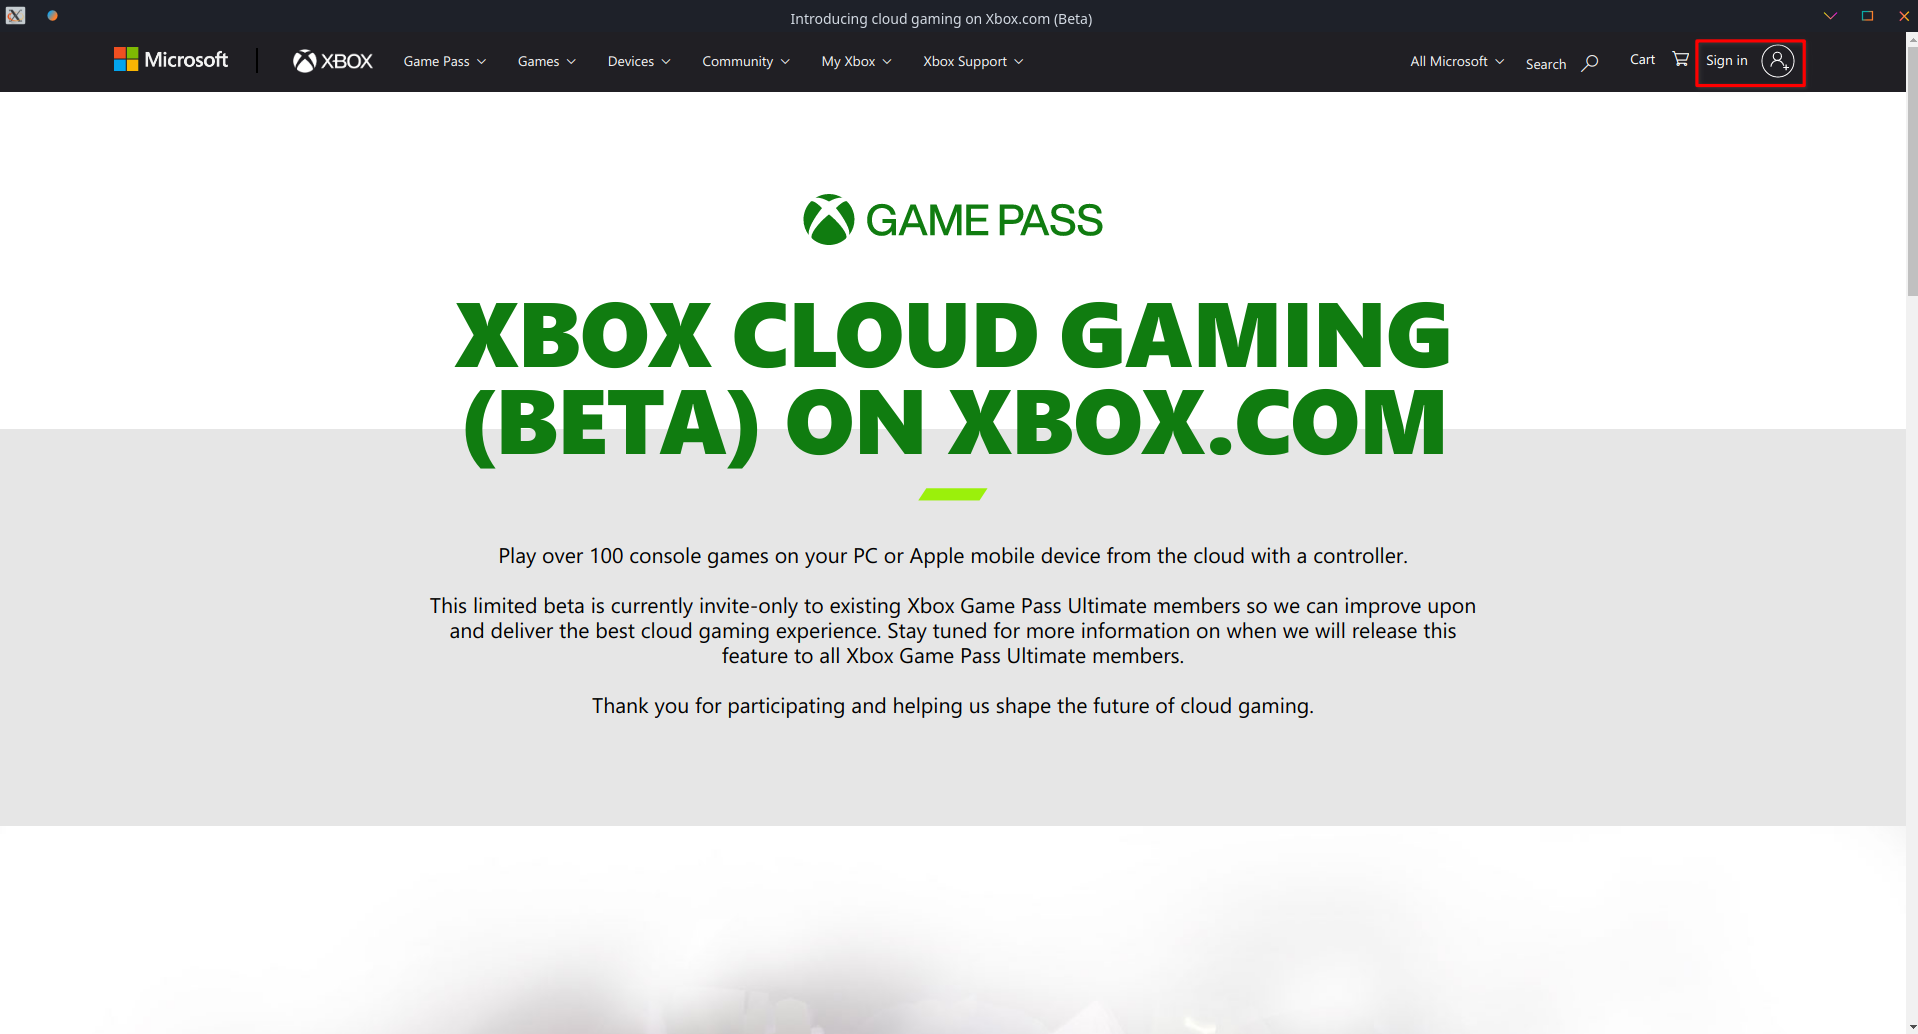 Introducing cloud gaming on Xbox.com (Beta)
Microsoft XBOX Game Pass Games Devices Community My Xbox Xbox Support All Microsoft Search Cart Sign in
GAME PASS
XBOX CLOUD GAMING
(BETA) ON XBOX.COM
Play over 100 console games on your PC or Apple mobile device from the cloud with a controller.
This limited beta is currently invite-only to existing Xbox Game Pass Ultimate members so we can improve upon
and deliver the best cloud gaming experience. Stay tuned for more information on when we will release this
feature to all Xbox Game Pass Ultimate members.
Thank you for participating and helping us shape the future of cloud gaming.